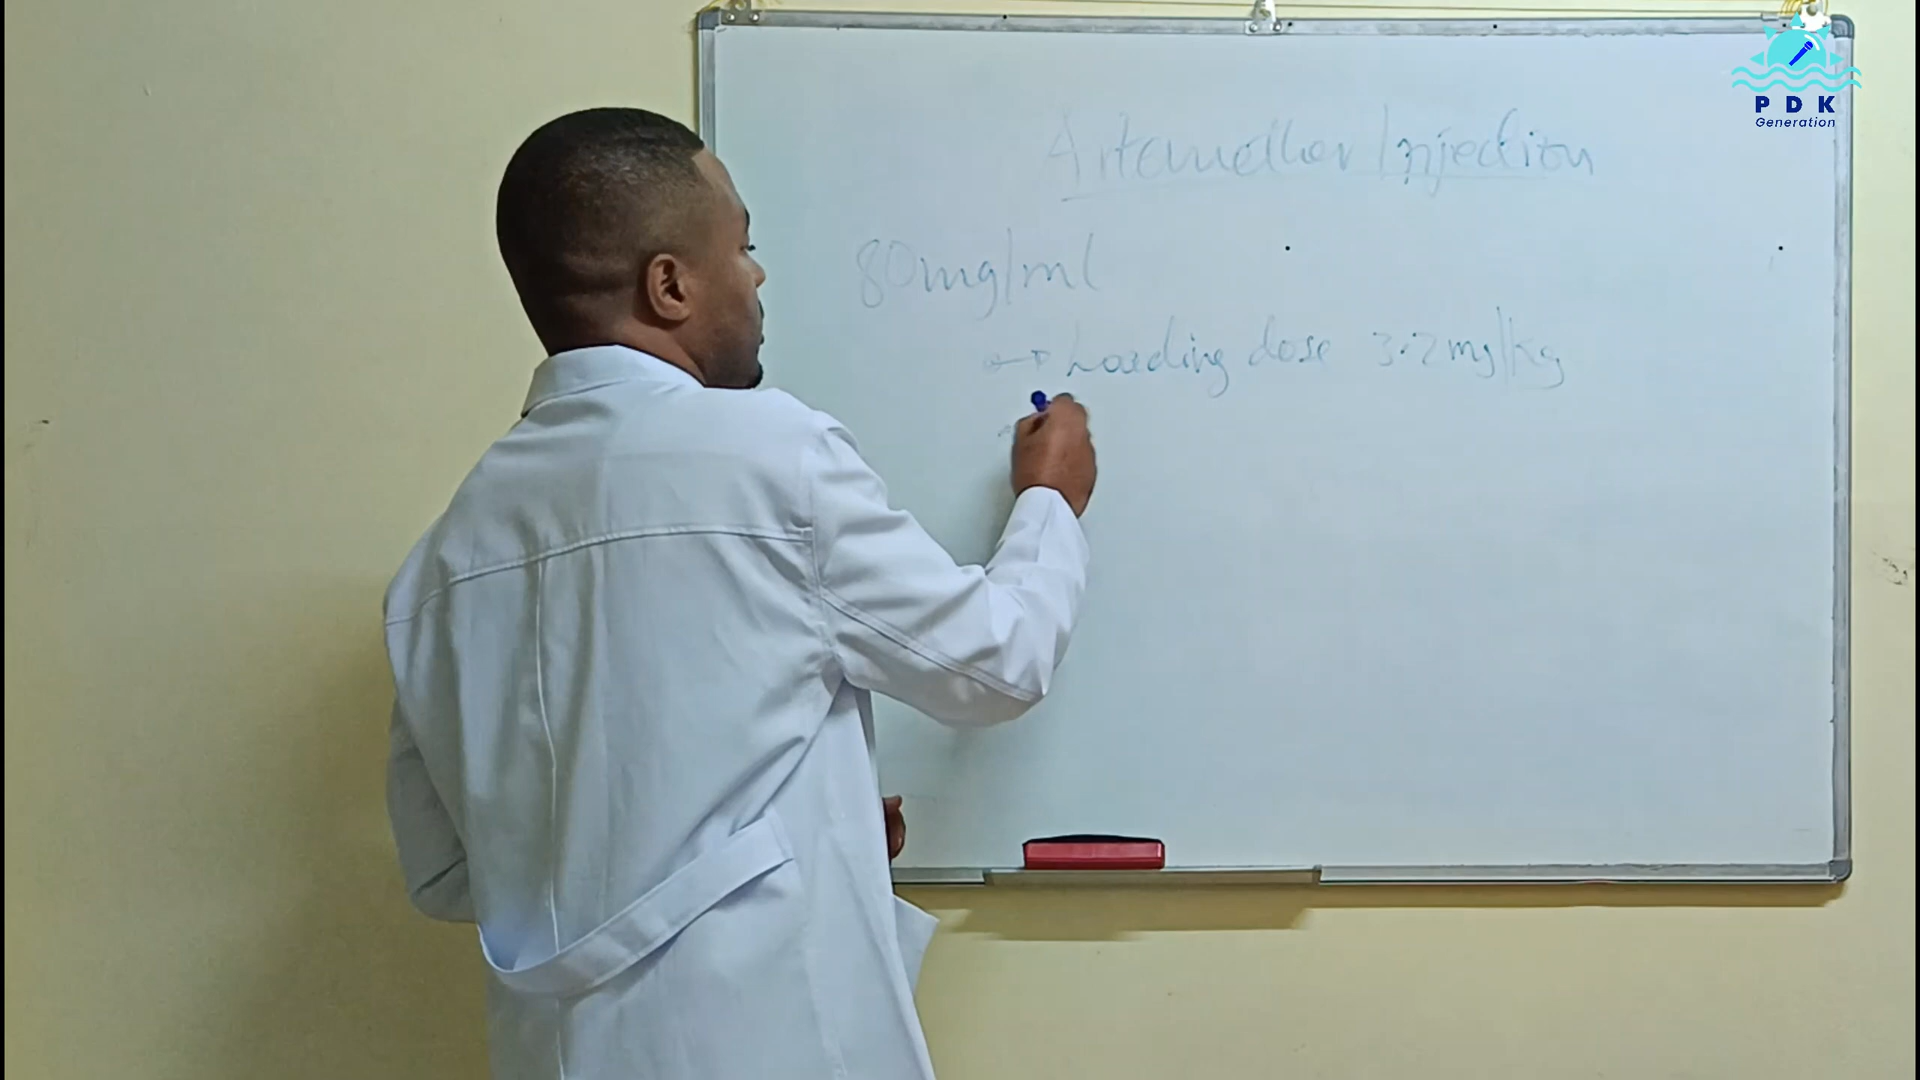 Artemether Injection
80mg/ml
→ Loading dose 3.2mg/kg
PDK
Generation